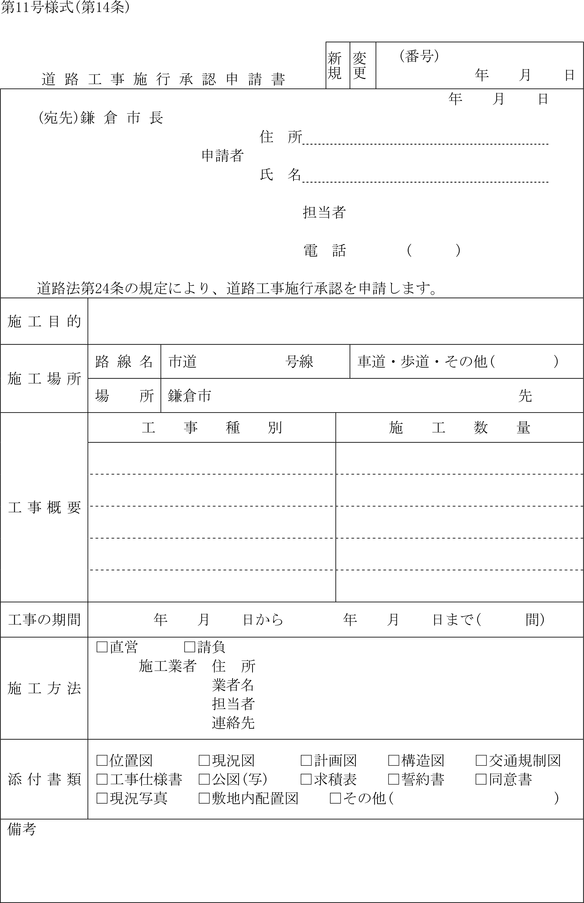 第11号様式(第14条)
道路工事施行承認申請書
新規
変更
(番号)
年　月　日
年　月　日
(宛先)鎌倉市長
申請者
住　所
氏　名
担当者
電　話　　　　(　　　)
道路法第24条の規定により、道路工事施行承認を申請します。
施工目的
施工場所
路線名
市道　　　　　　号線
車道・歩道・その他(　　　　)
場　所
鎌倉市　　　　　　　　　　先
工事概要
工事種別
施工数量
工事の期間
年　月　日から　　　　年　月　日まで(　　　間)
施工方法
□直営　　　□請負
施工業者　住　所
業者名
担当者
連絡先
添付書類
□位置図　　□現況図　　□計画図　　□構造図　　□交通規制図
□工事仕様書　□公図(写)　　□求積表　　□誓約書　　□同意書
□現況写真　　□敷地内配置図　　□その他(　　　　　　　　　　)
備考